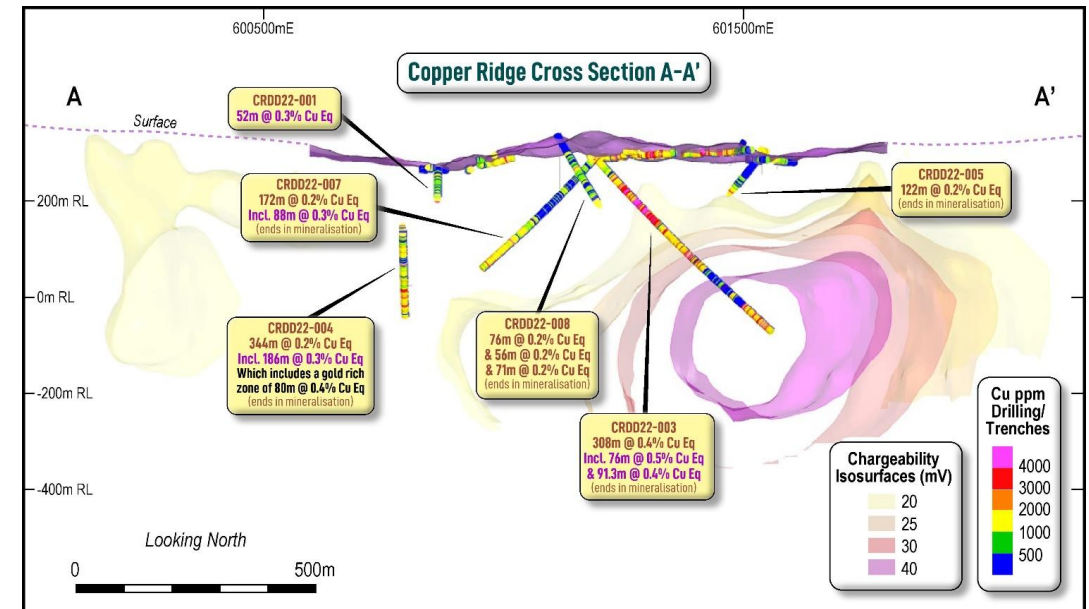 600500mE
601500mE
Copper Ridge Cross Section A-A'
A
A'
Surface
CRDD22-001
52m @ 0.3% Cu Eq
CRDD22-007
172m @ 0.2% Cu Eq
Incl. 88m @ 0.3% Cu Eq
(ends in mineralisation)
CRDD22-005
122m @ 0.2% Cu Eq
(ends in mineralisation)
200m RL
0m RL
-200m RL
-400m RL
CRDD22-004
344m @ 0.2% Cu Eq
Incl. 186m @ 0.3% Cu Eq
Which includes a gold rich
zone of 80m @ 0.4% Cu Eq
(ends in mineralisation)
CRDD22-008
76m @ 0.2% Cu Eq
& 56m @ 0.2% Cu Eq
& 71m @ 0.2% Cu Eq
(ends in mineralisation)
CRDD22-003
308m @ 0.4% Cu Eq
Incl. 76m @ 0.5% Cu Eq
& 91.3m @ 0.4% Cu Eq
(ends in mineralisation)
Chargeability
Isosurfaces (mV)
20
25
30
40
Cu ppm
Drilling/
Trenches
4000
3000
2000
1000
500
Looking North
0
500m